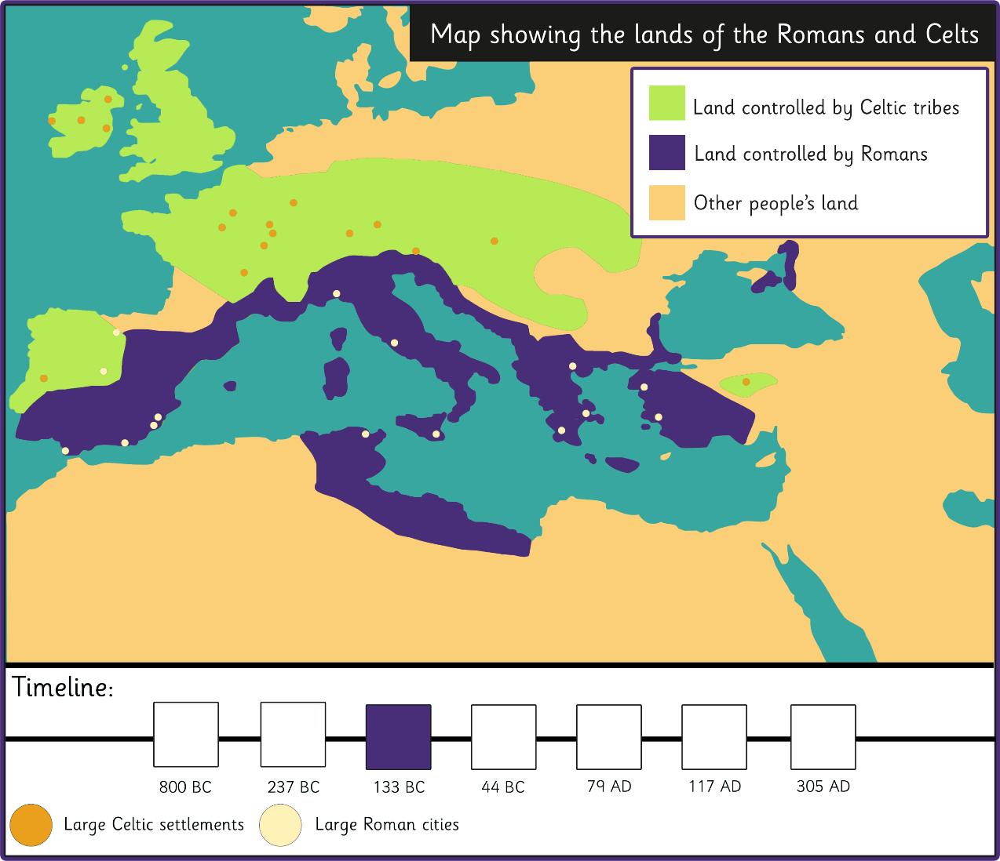 Map showing the lands of the Romans and Celts
Land controlled by Celtic tribes
Land controlled by Romans
Other people's land
Timeline:
800 BC
237 BC
133 BC
44 BC
79 AD
117 AD
305 AD
Large Celtic settlements
Large Roman cities